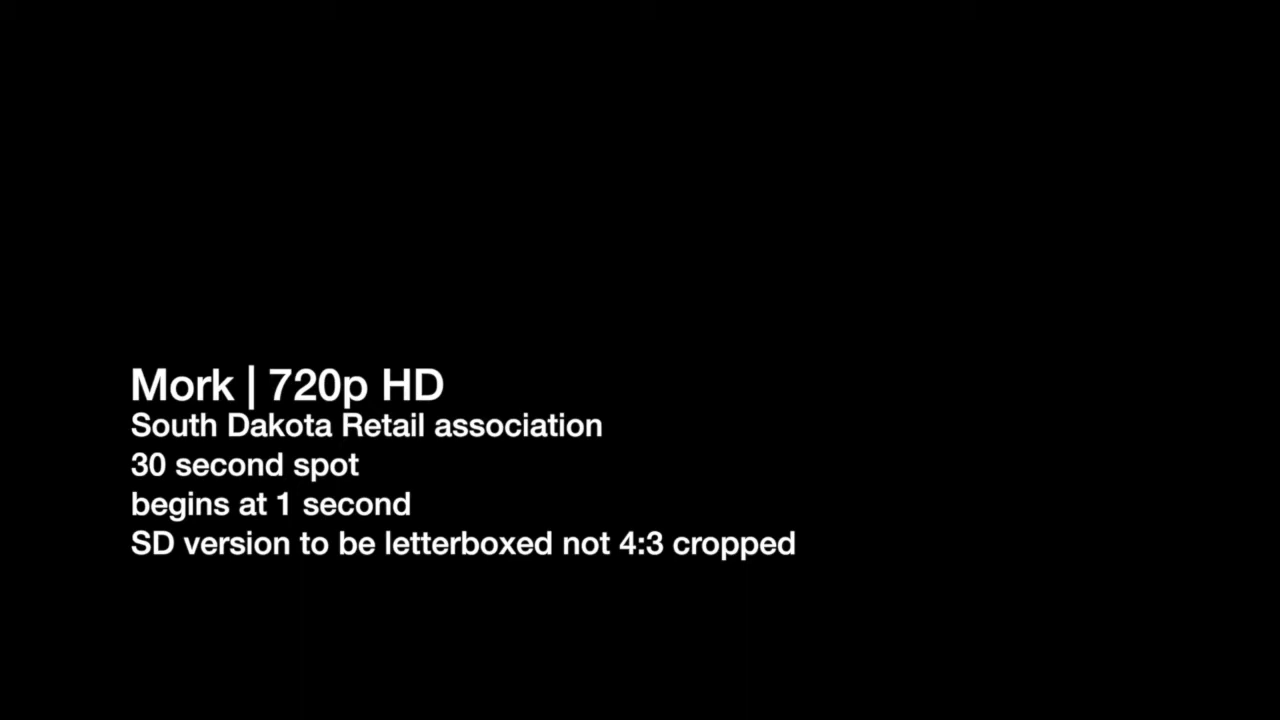 Mork | 720p HD
South Dakota Retail association
30 second spot
begins at 1 second
SD version to be letterboxed not 4:3 cropped